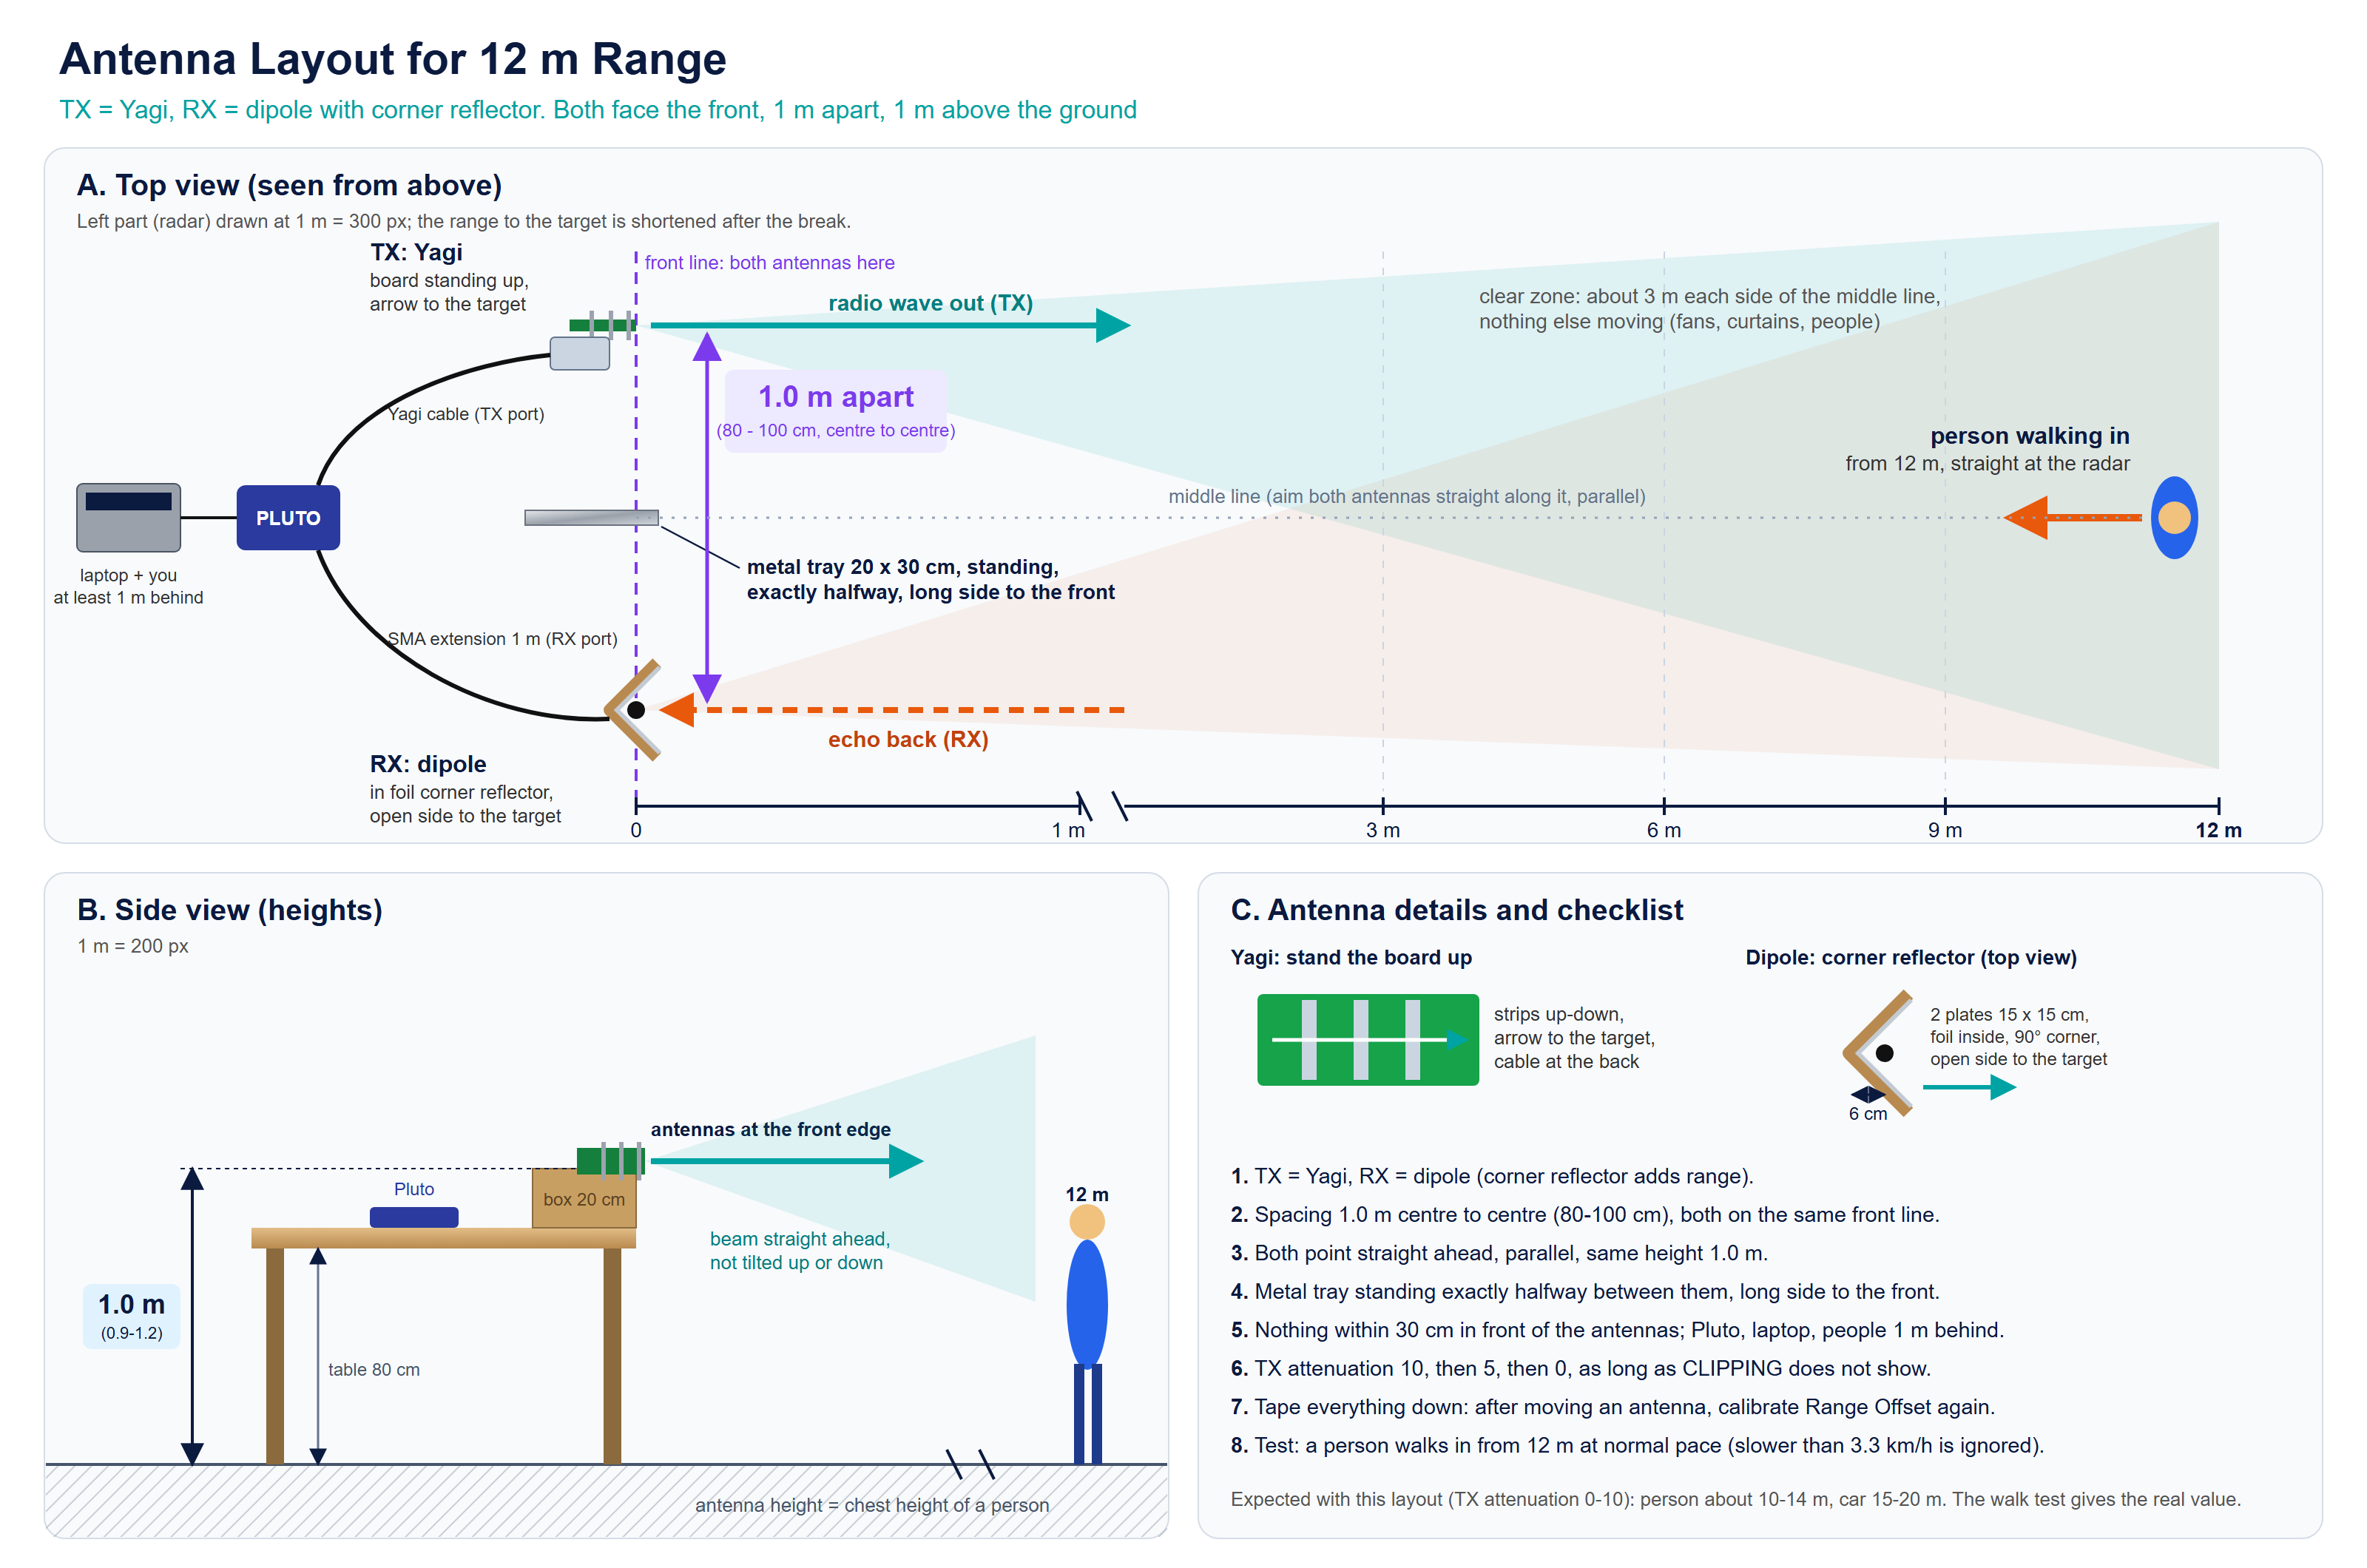 Antenna Layout for 12 m Range
TX = Yagi, RX = dipole with corner reflector. Both face the front, 1 m apart, 1 m above the ground
A. Top view (seen from above)
Left part (radar) drawn at 1 m = 300 px; the range to the target is shortened after the break.
TX: Yagi
board standing up,
arrow to the target
front line: both antennas here
radio wave out (TX)
clear zone: about 3 m each side of the middle line,
nothing else moving (fans, curtains, people)
1.0 m apart
(80 - 100 cm, centre to centre)
Yagi cable (TX port)
person walking in
from 12 m, straight at the radar
middle line (aim both antennas straight along it, parallel)
PLUTO
laptop + you
at least 1 m behind
metal tray 20 x 30 cm, standing,
exactly halfway, long side to the front
SMA extension 1 m (RX port)
echo back (RX)
RX: dipole
in foil corner reflector,
open side to the target
0
1 m
3 m
6 m
9 m
12 m
B. Side view (heights)
1 m = 200 px
antennas at the front edge
Pluto
box 20 cm
12 m
beam straight ahead,
not tilted up or down
1.0 m
(0.9-1.2)
table 80 cm
antenna height = chest height of a person
C. Antenna details and checklist
Yagi: stand the board up
strips up-down,
arrow to the target,
cable at the back
Dipole: corner reflector (top view)
2 plates 15 x 15 cm,
foil inside, 90° corner,
open side to the target
6 cm
1. TX = Yagi, RX = dipole (corner reflector adds range).
2. Spacing 1.0 m centre to centre (80-100 cm), both on the same front line.
3. Both point straight ahead, parallel, same height 1.0 m.
4. Metal tray standing exactly halfway between them, long side to the front.
5. Nothing within 30 cm in front of the antennas; Pluto, laptop, people 1 m behind.
6. TX attenuation 10, then 5, then 0, as long as CLIPPING does not show.
7. Tape everything down: after moving an antenna, calibrate Range Offset again.
8. Test: a person walks in from 12 m at normal pace (slower than 3.3 km/h is ignored).
Expected with this layout (TX attenuation 0-10): person about 10-14 m, car 15-20 m. The walk test gives the real value.